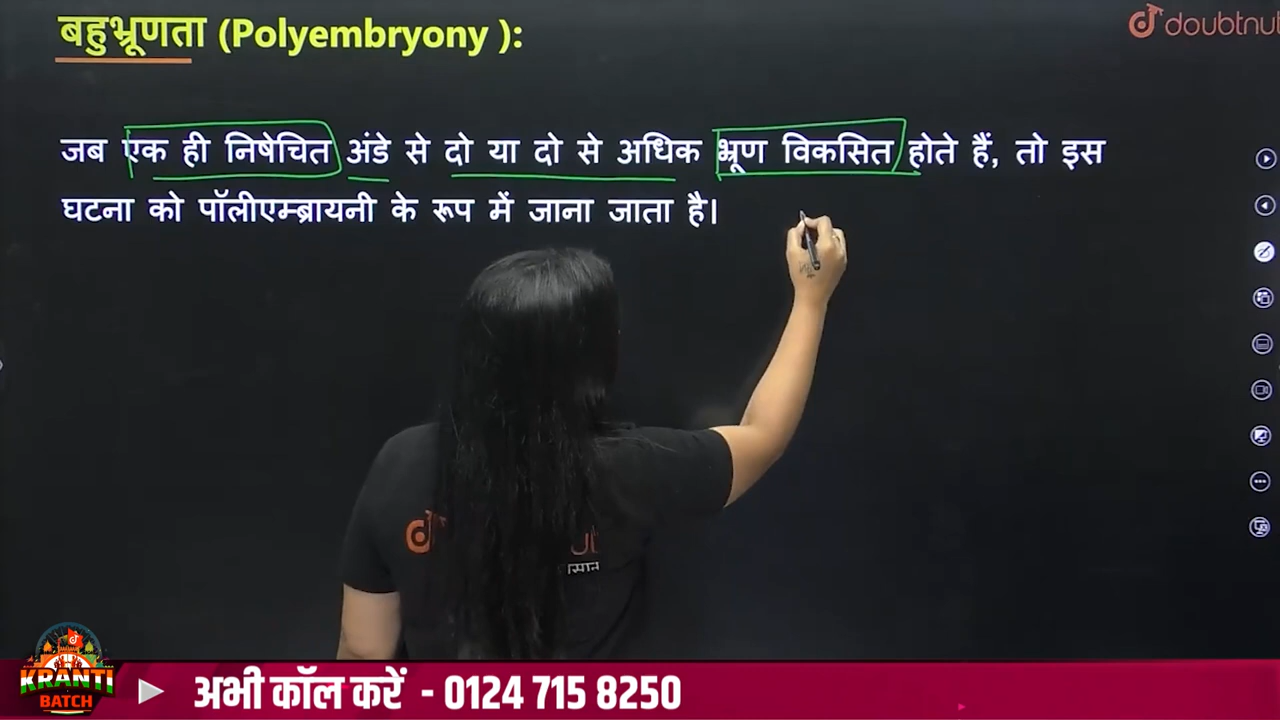 बहुभ्रूणता (Polyembryony ):
doubtnut
जब एक ही निषेचित अंडे से दो या दो से अधिक भ्रूण विकसित होते हैं, तो इस
घटना को पॉलीएम्ब्रायनी के रूप में जाना जाता है।
KRANTI
BATCH
अभी कॉल करें - 0124 715 8250